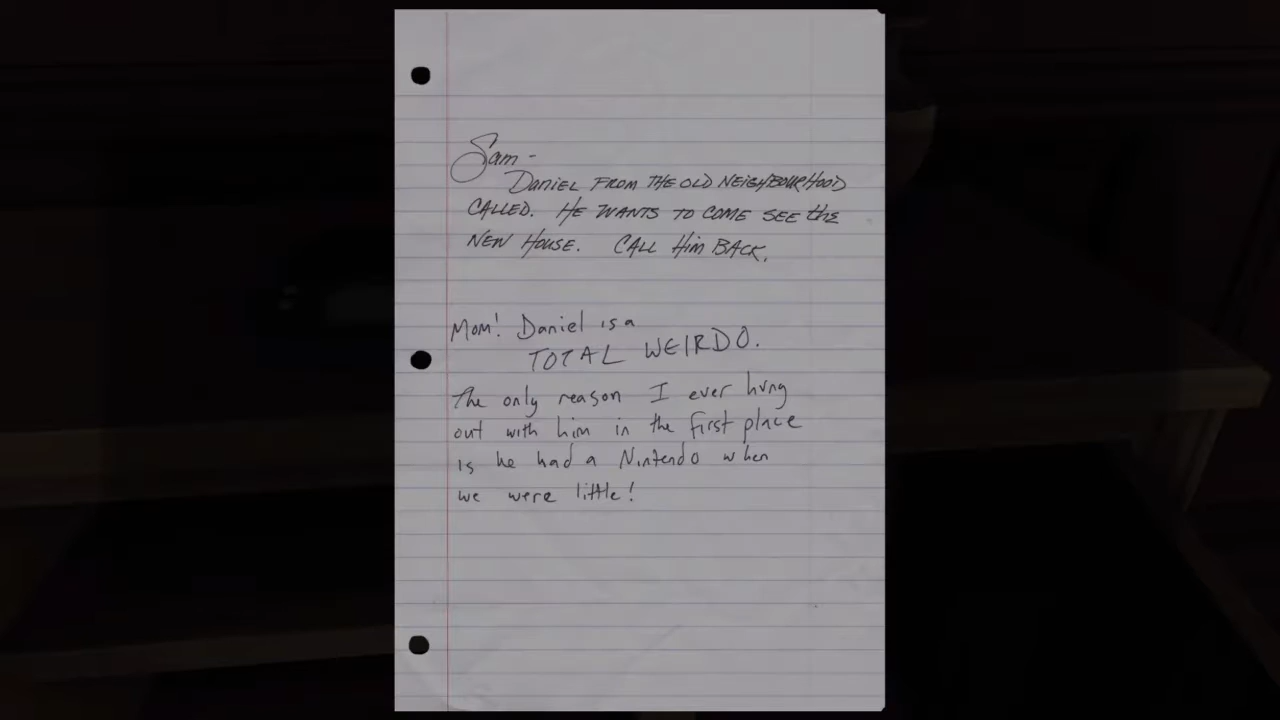 Sam -
DANIEL FROM THE OLD NEIGHBOURHOOD
CALLED. HE WANTS TO COME SEE the
NEW HOUSE. CALL HIM BACK.
Mom! Daniel is a
TOTAL WEIRDO.
The only reason I ever hung
out with him in the first place
is he had a Nintendo when
we were little!